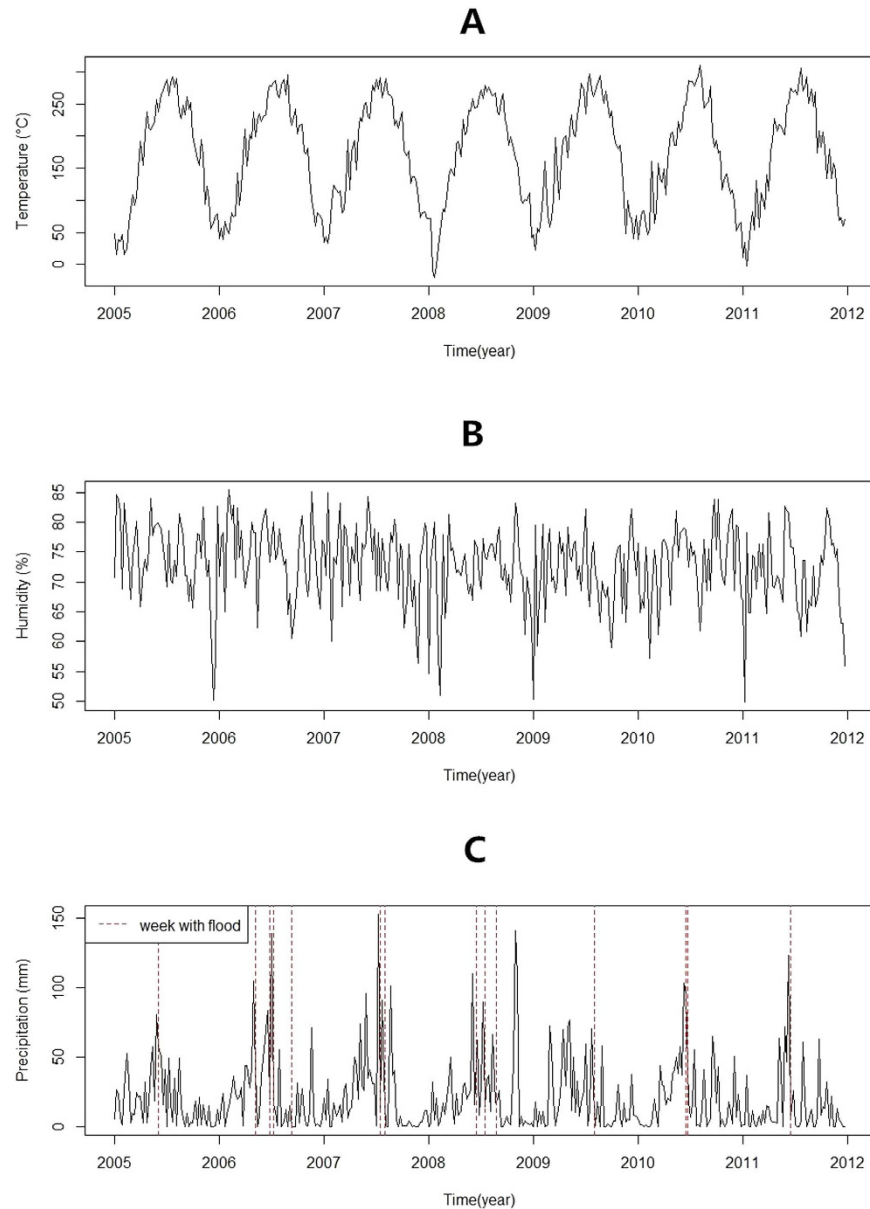 A
Temperature (°C)
250
150
50
0
2005 2006 2007 2008 2009 2010 2011 2012
Time(year)
B
Humidity (%)
85
80
75
70
65
60
55
50
2005 2006 2007 2008 2009 2010 2011 2012
Time(year)
C
Precipitation (mm)
150
100
50
0
week with flood
2005 2006 2007 2008 2009 2010 2011 2012
Time(year)